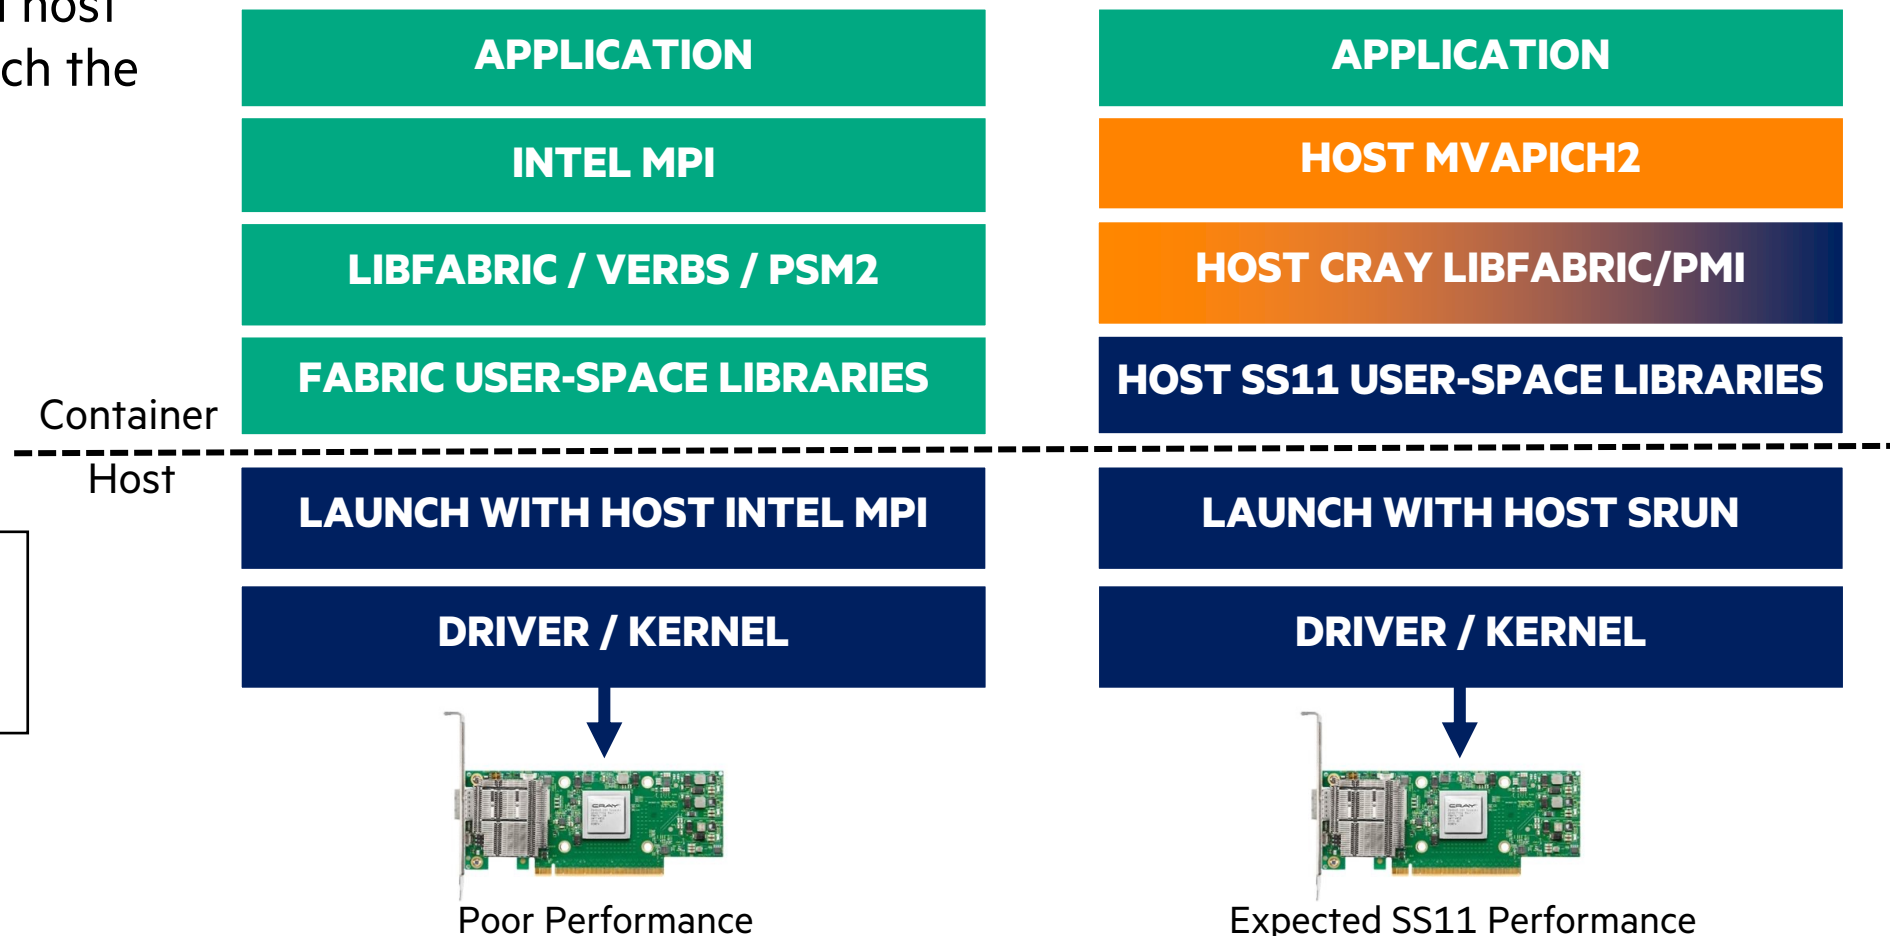 host
ch the
APPLICATION
INTEL MPI
LIBFABRIC / VERBS / PSM2
FABRIC USER-SPACE LIBRARIES
APPLICATION
HOST MVAPICH2
HOST CRAY LIBFABRIC/PMI
HOST SS11 USER-SPACE LIBRARIES
Container
Host
LAUNCH WITH HOST INTEL MPI
DRIVER / KERNEL
LAUNCH WITH HOST SRUN
DRIVER / KERNEL
CRAY
CRAY
Poor Performance
Expected SS11 Performance